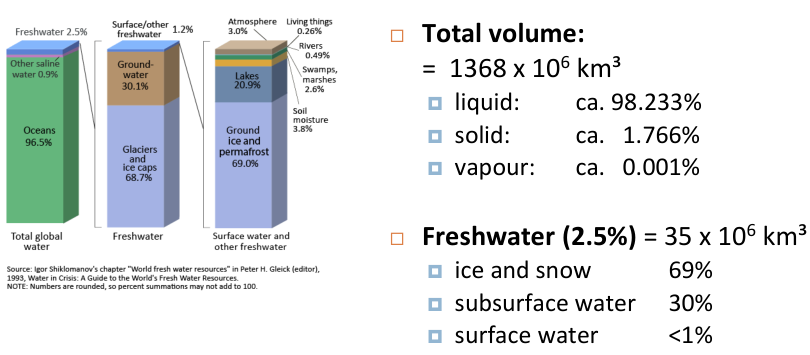 Freshwater 2.5%
Other saline
water 0.9%
Oceans
96.5%
Total global
water
Surface/other
freshwater
1.2%
Ground-
water
30.1%
Glaciers
and
ice caps
68.7%
Freshwater
Atmosphere
3.0%
Living things
0.26%
Rivers
0.49%
Swamps,
marshes
2.6%
Soil
moisture
3.8%
Lakes
20.9%
Ground
ice and
permafrost
69.0%
Surface water and
other freshwater
Source: Igor Shiklomanov's chapter "World fresh water resources" in Peter H. Gleick (editor),
1993, Water in Crisis: A Guide to the World's Fresh Water Resources.
NOTE: Numbers are rounded, so percent summations may not add to 100.
Total volume:
= 1368 x 10⁶ km³
liquid: ca. 98.233%
solid: ca. 1.766%
vapour: ca. 0.001%
Freshwater (2.5%) = 35 x 10⁶ km³
ice and snow 69%
subsurface water 30%
surface water <1%